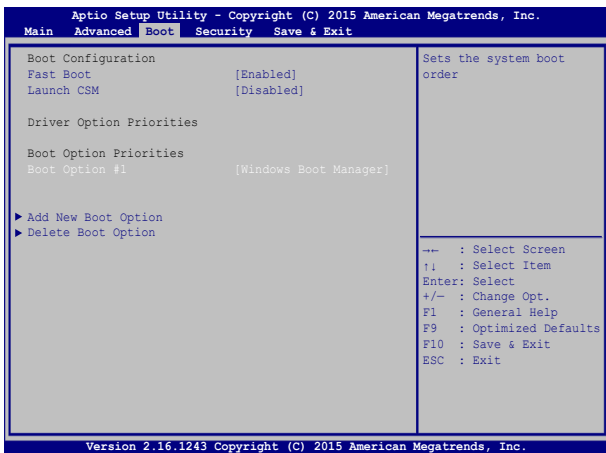 Aptio Setup Utility - Copyright (C) 2015 American Megatrends, Inc.
Main Advanced Boot Security Save & Exit
Boot Configuration
Fast Boot [Enabled]
Launch CSM [Disabled]
Driver Option Priorities
Boot Option Priorities
Boot Option #1 [Windows Boot Manager]
Add New Boot Option
Delete Boot Option
Sets the system boot
order
→← : Select Screen
↑↓ : Select Item
Enter: Select
+/— : Change Opt.
F1 : General Help
F9 : Optimized Defaults
F10 : Save & Exit
ESC : Exit
Version 2.16.1243 Copyright (C) 2015 American Megatrends, Inc.